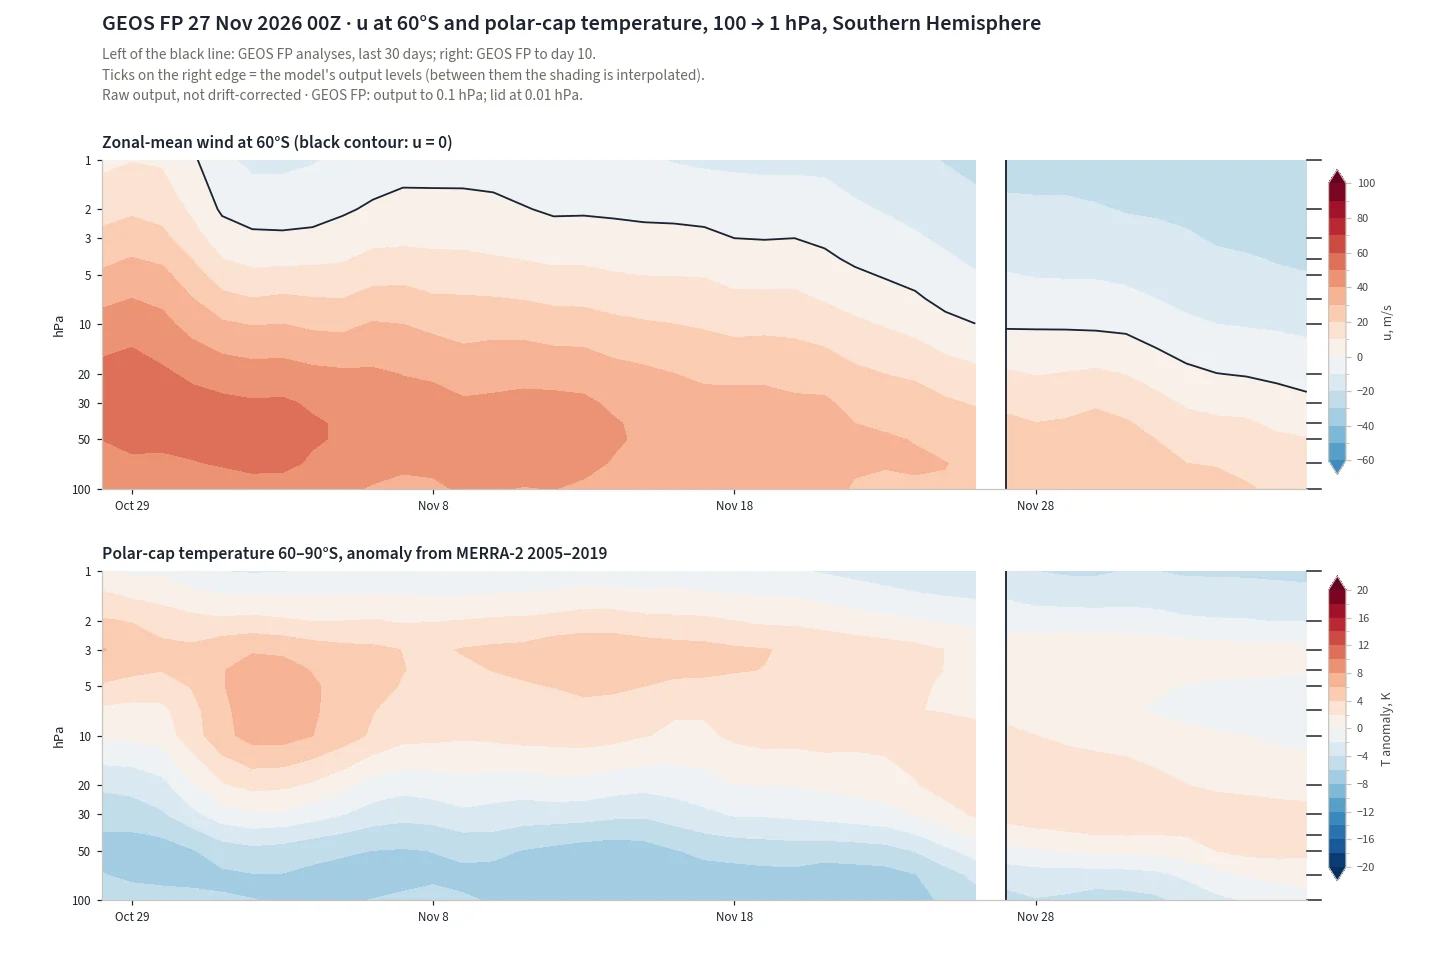 GEOS FP 27 Nov 2026 00Z · u at 60°S and polar-cap temperature, 100 → 1 hPa, Southern Hemisphere
Left of the black line: GEOS FP analyses, last 30 days; right: GEOS FP to day 10.
Ticks on the right edge = the model's output levels (between them the shading is interpolated).
Raw output, not drift-corrected · GEOS FP: output to 0.1 hPa; lid at 0.01 hPa.
Zonal-mean wind at 60°S (black contour: u = 0)
1
2
3
5
10
20
30
50
100
hPa
Oct 29
Nov 8
Nov 18
Nov 28
100
80
60
40
20
0
−20
−40
−60
u, m/s
Polar-cap temperature 60–90°S, anomaly from MERRA-2 2005–2019
1
2
3
5
10
20
30
50
100
hPa
Oct 29
Nov 8
Nov 18
Nov 28
20
16
12
8
4
0
−4
−8
−12
−16
−20
T anomaly, K